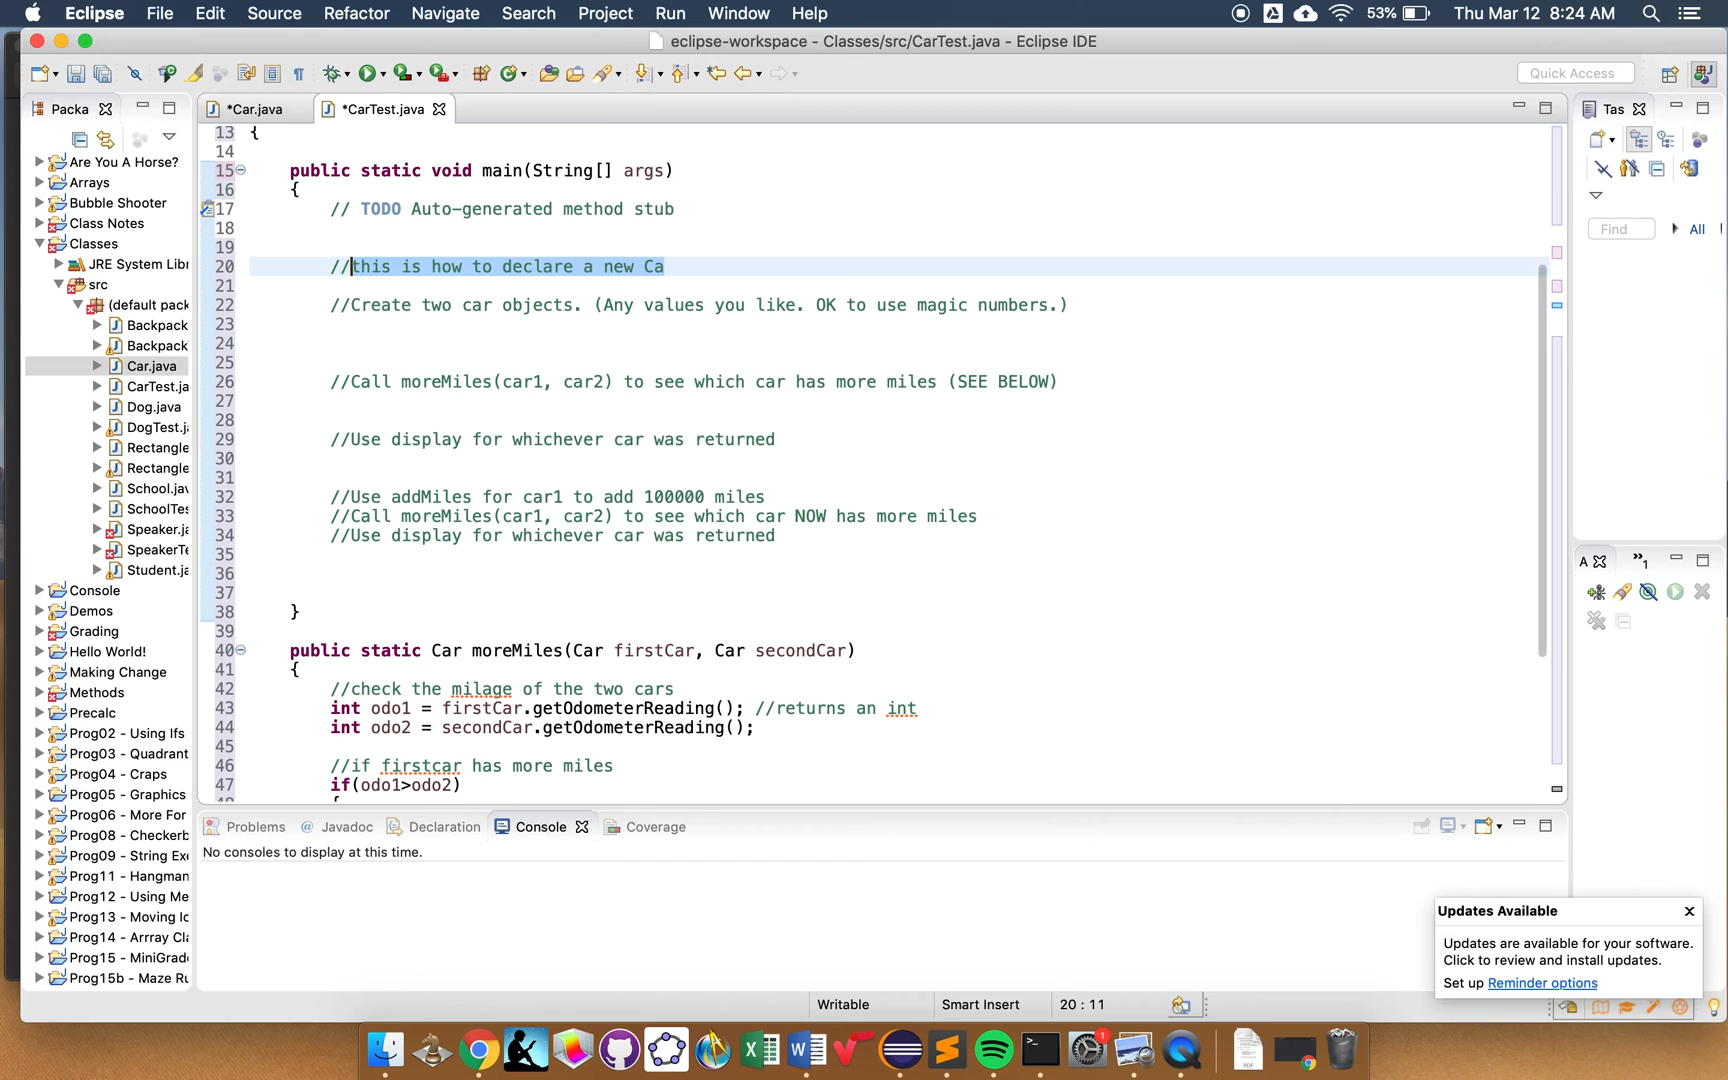 Eclipse File Edit Source Refactor Navigate Search Project Run Window Help 53% Thu Mar 12 8:24 AM
eclipse-workspace - Classes/src/CarTest.java - Eclipse IDE
Quick Access
Packa
*Car.java
*CarTest.java
Tas
Are You A Horse?
Arrays
Bubble Shooter
Class Notes
Classes
JRE System Libr
src
(default pack
Backpack
Backpack
Car.java
CarTest.ja
Dog.java
DogTest.j
Rectangle
Rectangle
School.jav
SchoolTes
Speaker.j
SpeakerTe
Student.ja
Console
Demos
Grading
Hello World!
Making Change
Methods
Precalc
Prog02 - Using Ifs
Prog03 - Quadrant
Prog04 - Craps
Prog05 - Graphics
Prog06 - More For
Prog08 - Checkerb
Prog09 - String Exe
Prog11 - Hangman
Prog12 - Using Me
Prog13 - Moving Ic
Prog14 - Arrray Cla
Prog15 - MiniGrade
Prog15b - Maze Ru
13 {
14
15 public static void main(String[] args)
16 {
17 // TODO Auto-generated method stub
18
19
20 //this is how to declare a new Ca
21
22 //Create two car objects. (Any values you like. OK to use magic numbers.)
23
24
25
26 //Call moreMiles(car1, car2) to see which car has more miles (SEE BELOW)
27
28
29 //Use display for whichever car was returned
30
31
32 //Use addMiles for car1 to add 100000 miles
33 //Call moreMiles(car1, car2) to see which car NOW has more miles
34 //Use display for whichever car was returned
35
36
37
38 }
39
40 public static Car moreMiles(Car firstCar, Car secondCar)
41 {
42 //check the milage of the two cars
43 int odo1 = firstCar.getOdometerReading(); //returns an int
44 int odo2 = secondCar.getOdometerReading();
45
46 //if firstcar has more miles
47 if(odo1>odo2)
Find All
A »1
Problems @ Javadoc Declaration Console Coverage
No consoles to display at this time.
Updates Available
Updates are available for your software.
Click to review and install updates.
Set up Reminder options
Writable Smart Insert 20 : 11
1
PDF